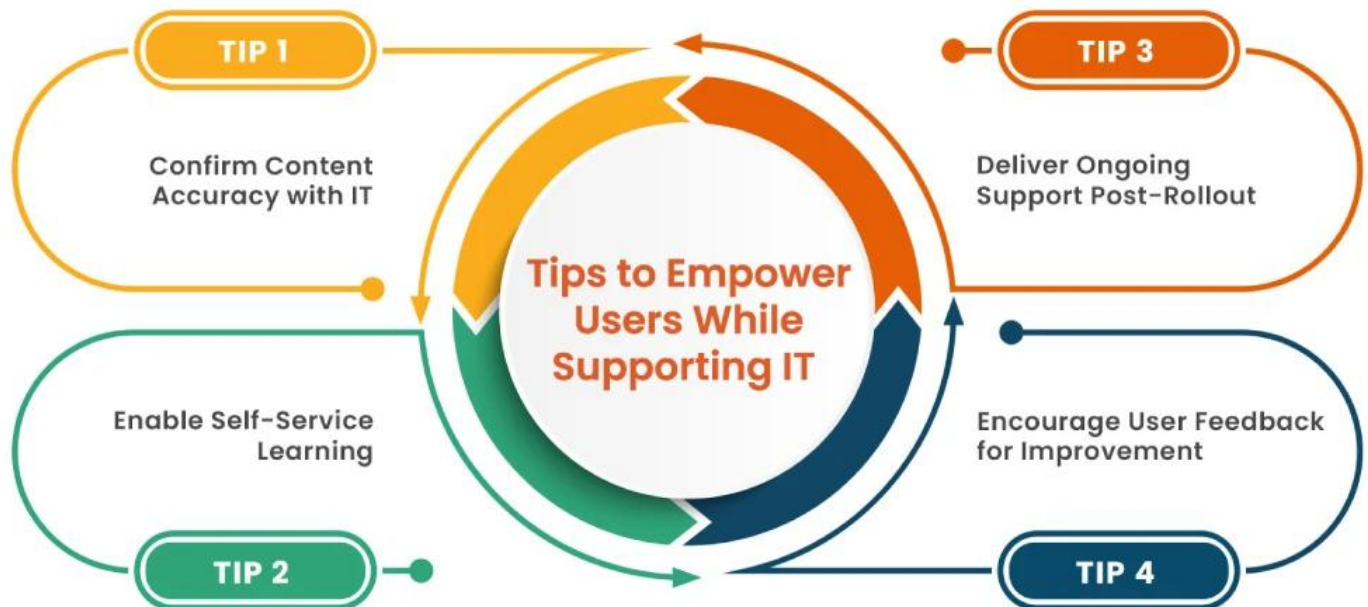 TIP 1
Confirm Content
Accuracy with IT
Enable Self-Service
Learning
TIP 2
Tips to Empower
Users While
Supporting IT
TIP 3
Deliver Ongoing
Support Post-Rollout
Encourage User Feedback
for Improvement
TIP 4